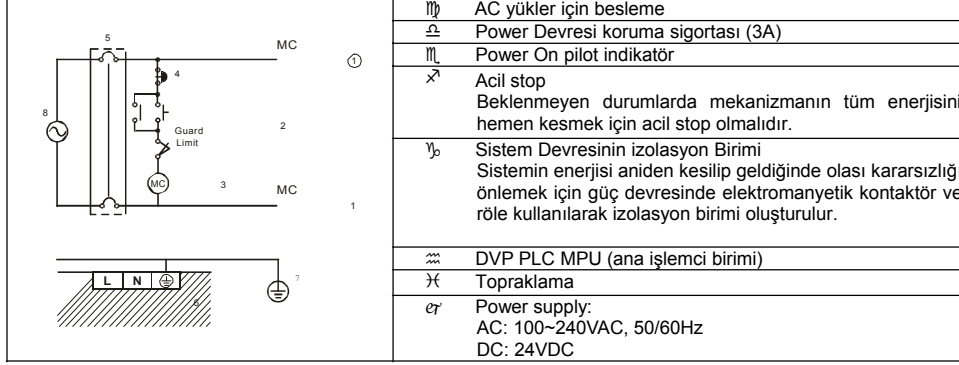 5
MC
①
4
8
2
Guard
Limit
MC
3
MC
1
L N
7
6
♍ AC yükler için besleme
♎ Power Devresi koruma sigortası (3A)
♏ Power On pilot indikatör
♐ Acil stop
Beklenmeyen durumlarda mekanizmanın tüm enerjisini
hemen kesmek için acil stop olmalıdır.
♑ Sistem Devresinin izolasyon Birimi
Sistemin enerjisi aniden kesilip geldiğinde olası kararsızlığı
önlemek için güç devresinde elektromanyetik kontaktör ve
röle kullanılarak izolasyon birimi oluşturulur.
♒ DVP PLC MPU (ana işlemci birimi)
♓ Topraklama
🙰 Power supply:
AC: 100~240VAC, 50/60Hz
DC: 24VDC